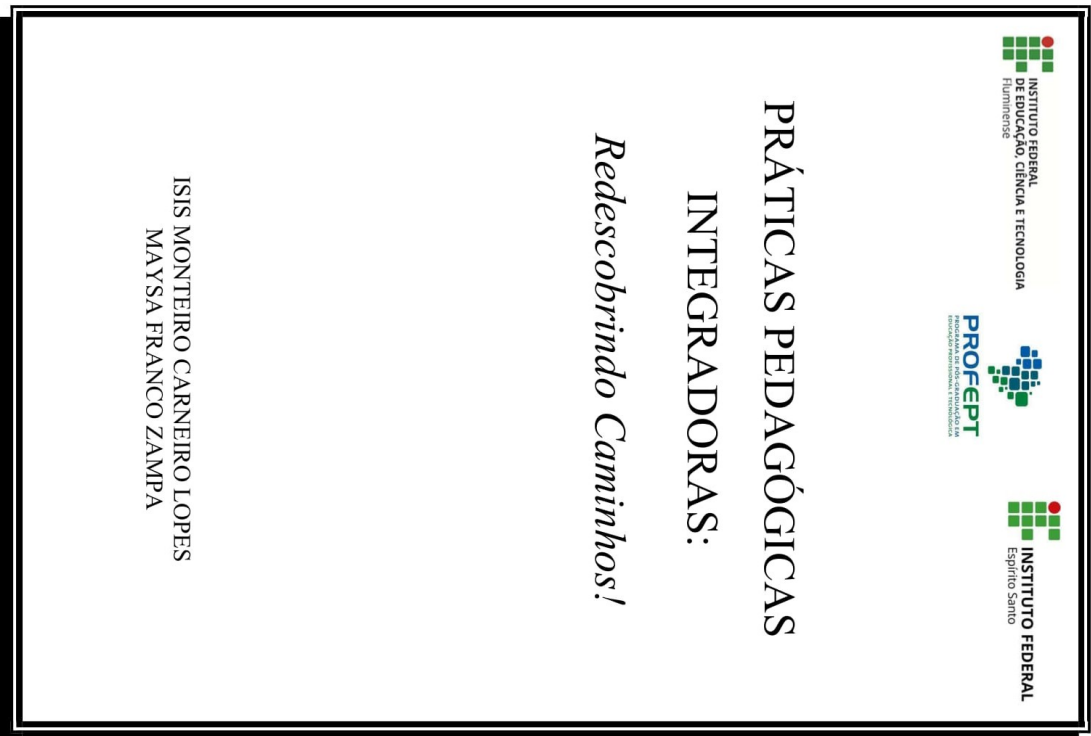 INSTITUTO FEDERAL
DE EDUCAÇÃO, CIÊNCIA E TECNOLOGIA
Fluminense
PROFEPT
PROGRAMA DE PÓS-GRADUAÇÃO EM
EDUCAÇÃO PROFISSIONAL E TECNOLÓGICA
INSTITUTO FEDERAL
Espírito Santo
PRÁTICAS PEDAGÓGICAS
INTEGRADORAS:
Redescobrindo Caminhos!
ISIS MONTEIRO CARNEIRO LOPES
MAYSA FRANCO ZAMPA